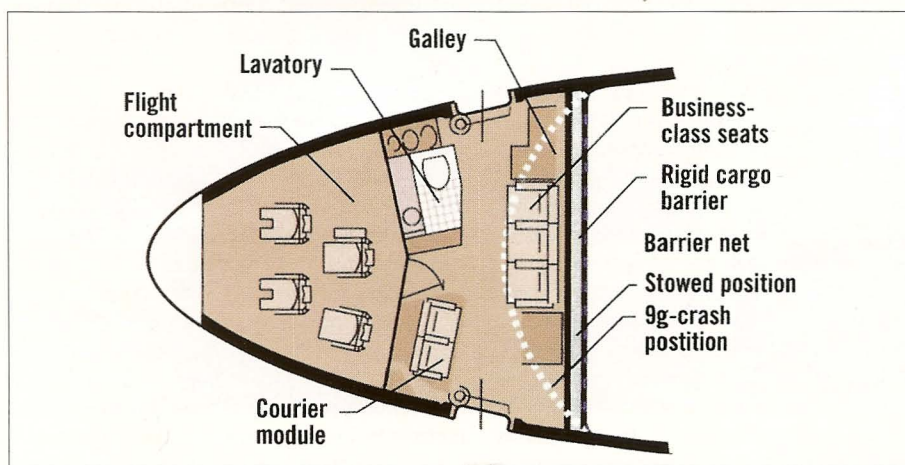 Galley
Lavatory
Flight
compartment
Business-
class seats
Rigid cargo
barrier
Barrier net
Stowed position
9g-crash
postition
Courier
module